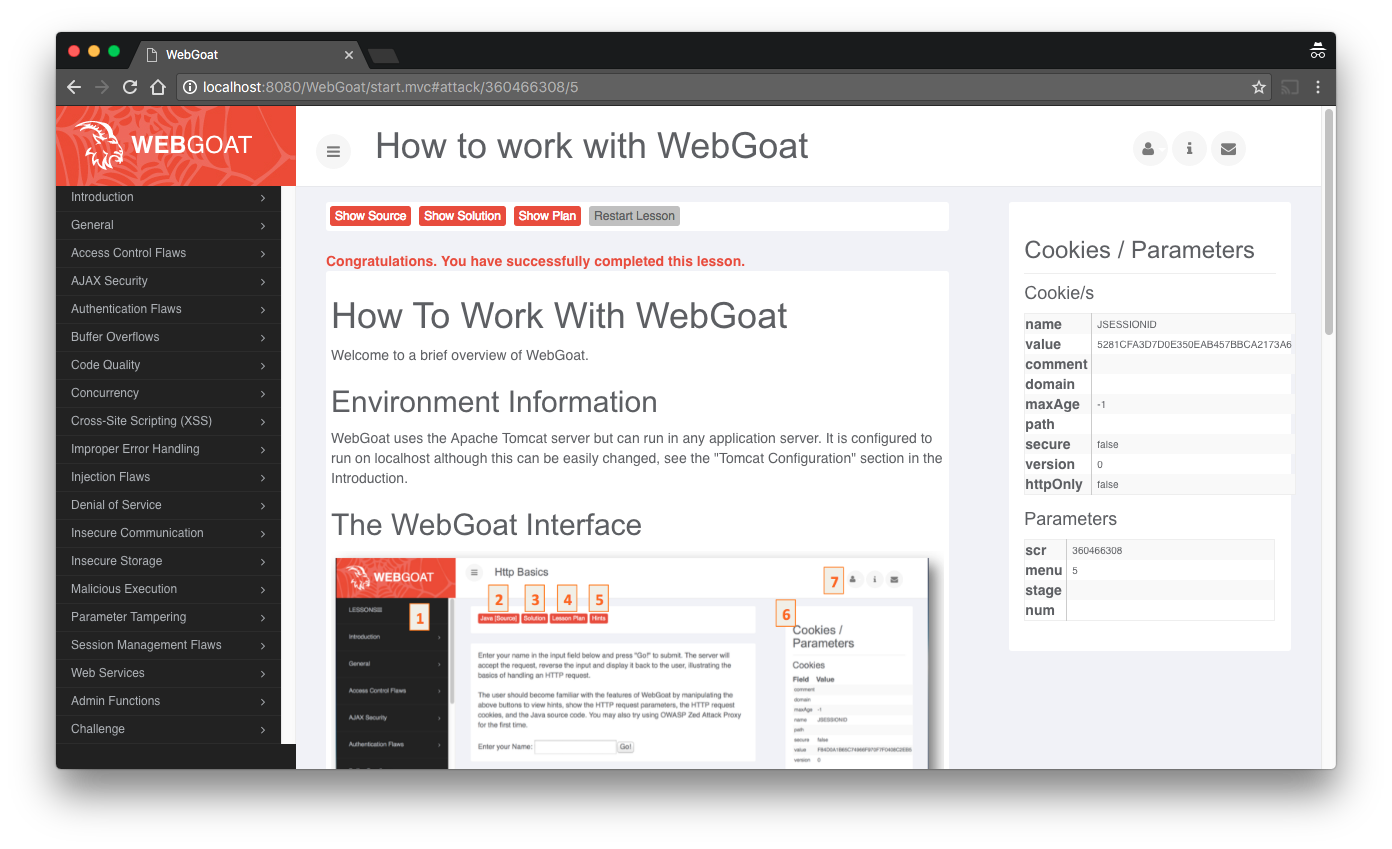 WebGoat
localhost:8080/WebGoat/start.mvc#attack/360466308/5
WEBGOAT
How to work with WebGoat
Introduction
General
Access Control Flaws
AJAX Security
Authentication Flaws
Buffer Overflows
Code Quality
Concurrency
Cross-Site Scripting (XSS)
Improper Error Handling
Injection Flaws
Denial of Service
Insecure Communication
Insecure Storage
Malicious Execution
Parameter Tampering
Session Management Flaws
Web Services
Admin Functions
Challenge
Show Source Show Solution Show Plan Restart Lesson
Congratulations. You have successfully completed this lesson.
How To Work With WebGoat
Welcome to a brief overview of WebGoat.
Environment Information
WebGoat uses the Apache Tomcat server but can run in any application server. It is configured to
run on localhost although this can be easily changed, see the "Tomcat Configuration" section in the
Introduction.
The WebGoat Interface
WEBGOAT
Http Basics
7
2 3 4 5
1
6
Java [Source] Solution Lesson Plan Hints
LESSONS
Introduction
General
Access Control Flaws
AJAX Security
Authentication Flaws
Enter your name in the input field below and press "Go!" to submit. The server will
accept the request, reverse the input and display it back to the user, illustrating the
basics of handling an HTTP request.
The user should become familiar with the features of WebGoat by manipulating the
above buttons to view hints, show the HTTP request parameters, the HTTP request
cookies, and the Java source code. You may also try using OWASP Zed Attack Proxy
for the first time.
Enter your Name: Go!
Cookies /
Parameters
Cookies
Field Value
comment
domain
maxAge -1
name JSESSIONID
path
secure false
value
version 0
Cookies / Parameters
Cookie/s
name JSESSIONID
value 5281CFA3D7D0E350EAB457BBCA2173A6
comment
domain
maxAge -1
path
secure false
version 0
httpOnly false
Parameters
scr 360466308
menu 5
stage
num